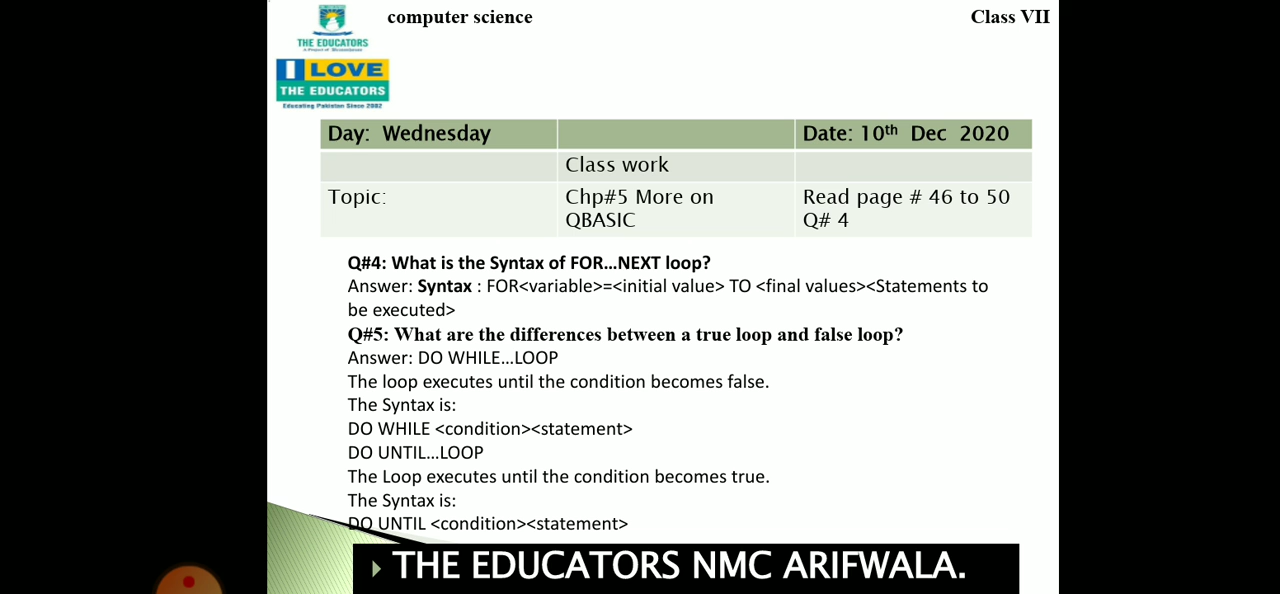 computer science
Class VII
THE EDUCATORS
I LOVE
THE EDUCATORS
Educating Pakistan Since 2002
Day: Wednesday
Date: 10th Dec 2020
Class work
Topic:
Chp#5 More on
QBASIC
Read page # 46 to 50
Q# 4
Q#4: What is the Syntax of FOR...NEXT loop?
Answer: Syntax : FOR<variable>=<initial value> TO <final values><Statements to
be executed>
Q#5: What are the differences between a true loop and false loop?
Answer: DO WHILE...LOOP
The loop executes until the condition becomes false.
The Syntax is:
DO WHILE <condition><statement>
DO UNTIL...LOOP
The Loop executes until the condition becomes true.
The Syntax is:
DO UNTIL <condition><statement>
THE EDUCATORS NMC ARIFWALA.